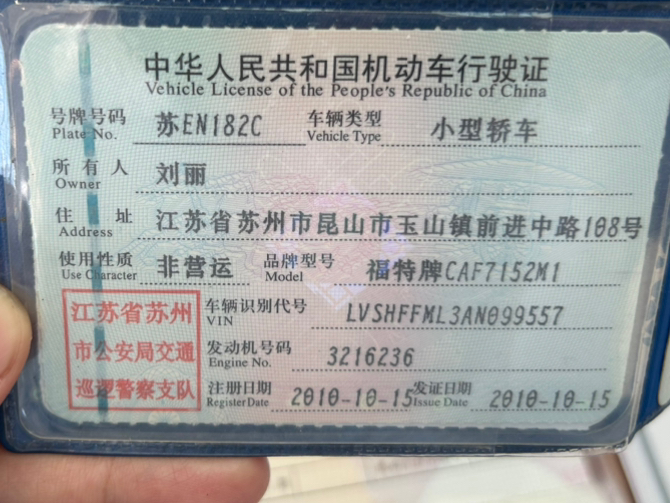 中华人民共和国机动车行驶证
Vehicle License of the People's Republic of China
号牌号码 苏EN182C 车辆类型 小型轿车
Plate No. Vehicle Type
所有人 刘丽
Owner
住址 江苏省苏州市昆山市玉山镇前进中路108号
Address
使用性质 非营运 品牌型号 福特牌CAF7152M1
Use Character Model
江苏省苏州 车辆识别代号 LVSHFFML3AN099557
VIN
市公安局交通 发动机号码 3216236
Engine No.
巡逻警察支队 注册日期 2010-10-15 发证日期 2010-10-15
Register Date Issue Date